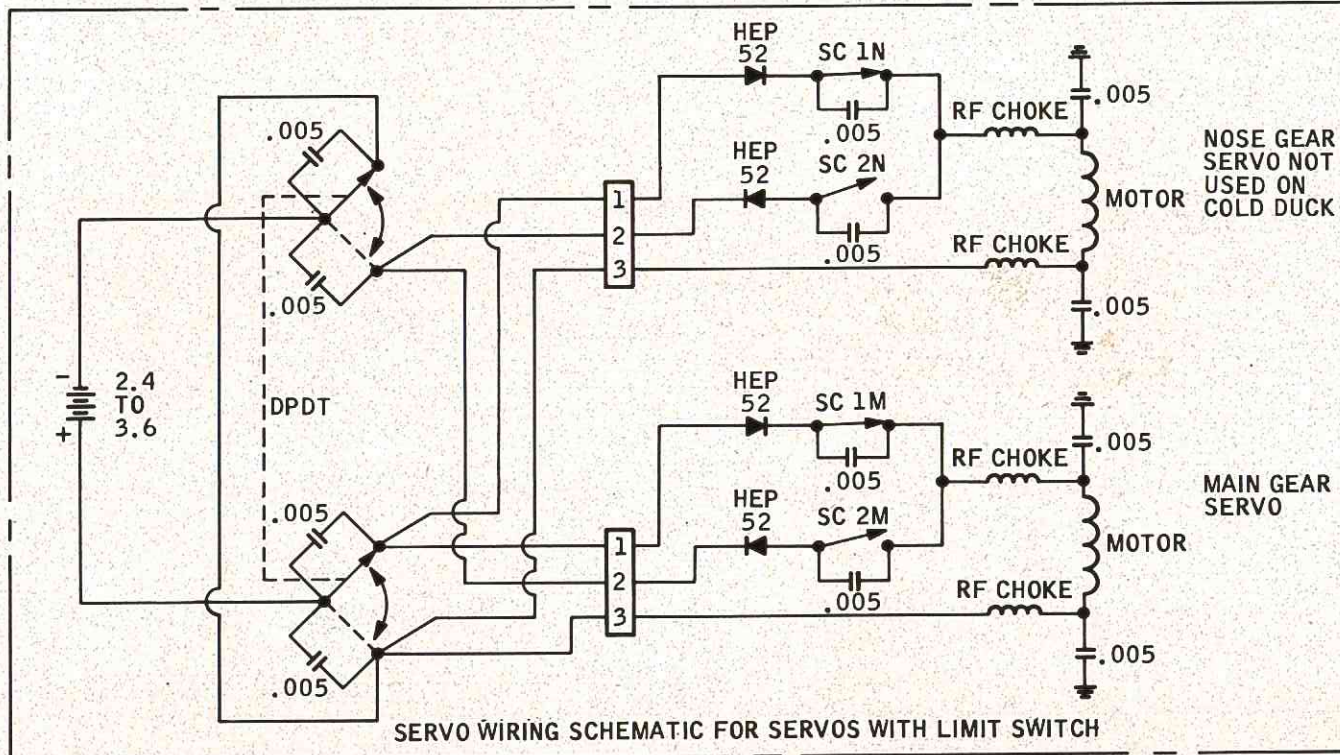 HEP
52
SC 1N
.005
.005
RF CHOKE
.005
HEP
52
SC 2N
.005
MOTOR
RF CHOKE
.005
NOSE GEAR
SERVO NOT
USED ON
COLD DUCK
1
2
3
.005
-
2.4
TO
3.6
+
DPDT
HEP
52
SC 1M
.005
.005
RF CHOKE
.005
HEP
52
SC 2M
.005
MOTOR
RF CHOKE
.005
MAIN GEAR
SERVO
1
2
3
.005
SERVO WIRING SCHEMATIC FOR SERVOS WITH LIMIT SWITCH